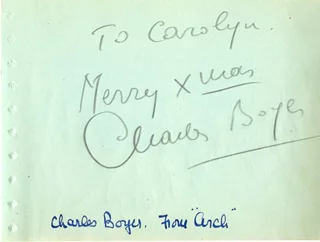 To Carolyn.
Merry Xmas
Charles Boyer
Charles Boyer. From "Arch"